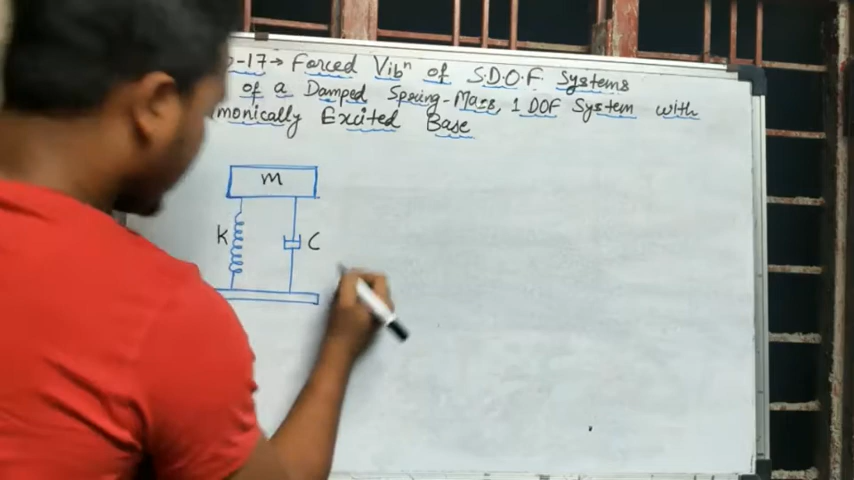 -17 → Forced Vibⁿ of S.D.O.F Systems
of a Damped Spring-Mass, 1 DOF System with
monically Excited Base
m
K
C